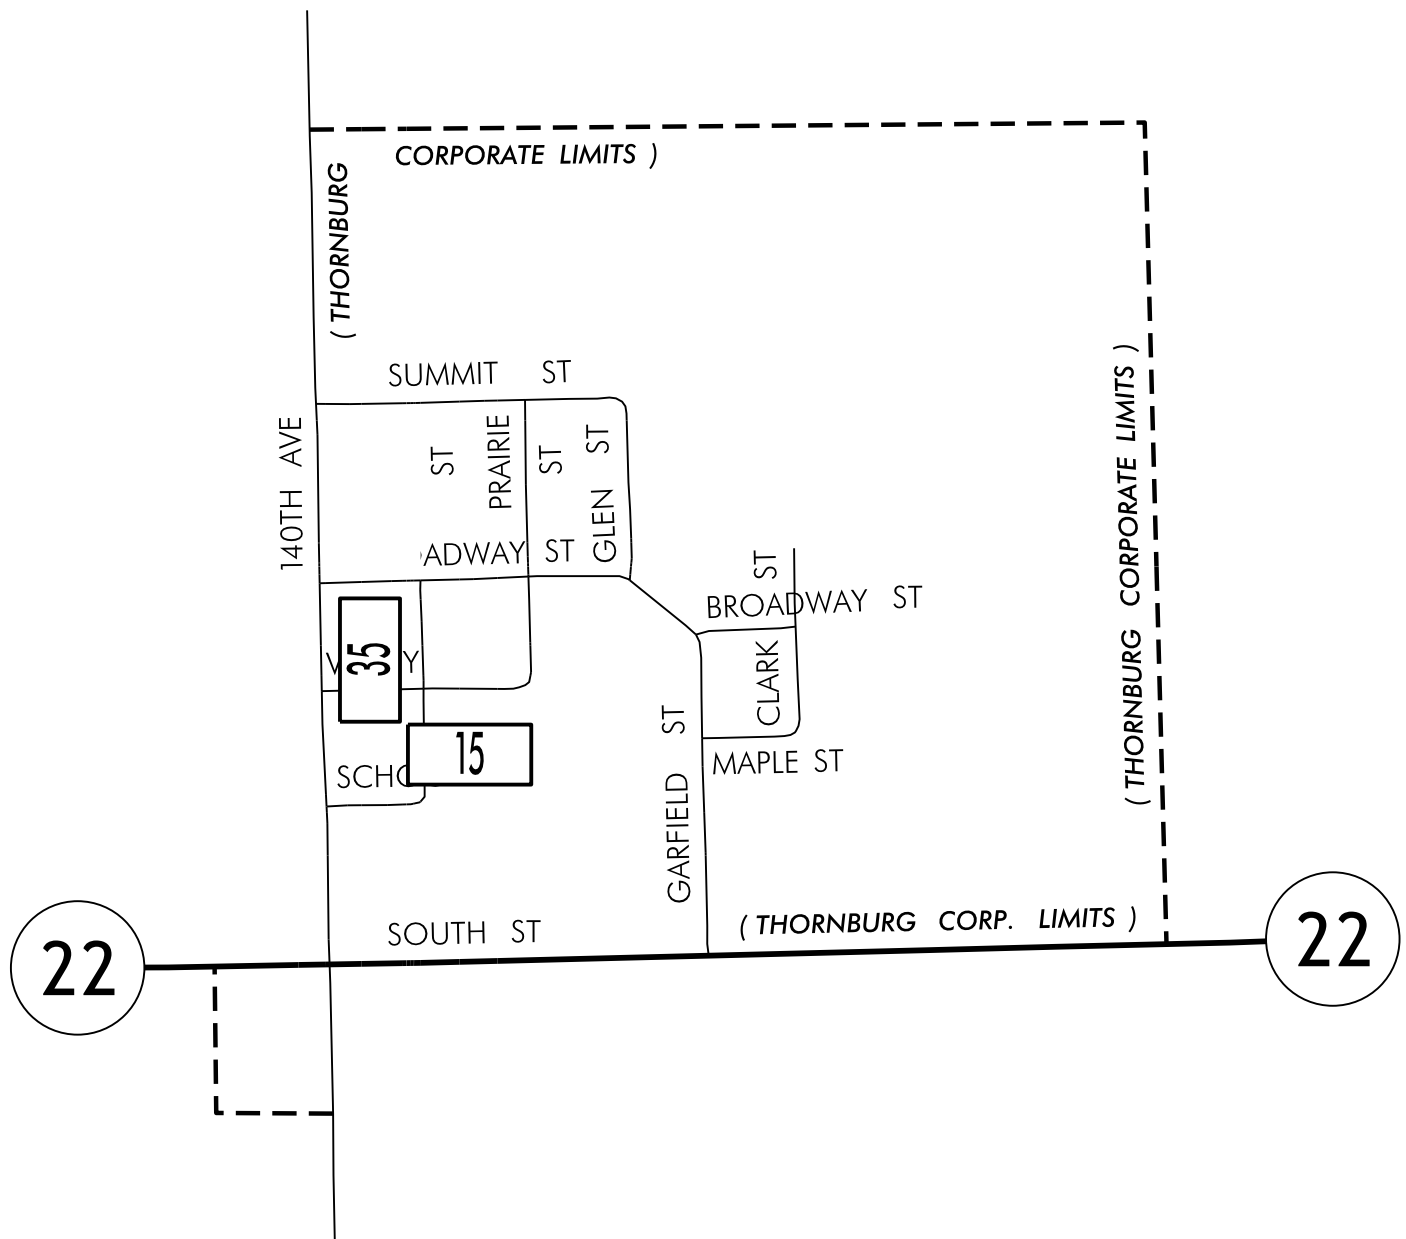 CORPORATE LIMITS )
( THORNBURG
SUMMIT ST
140TH AVE
ST
PRAIRIE ST
GLEN ST
ADWAY ST
CLARK ST
BROADWAY ST
35
15
GARFIELD ST
MAPLE ST
( THORNBURG CORPORATE LIMITS )
SOUTH ST
( THORNBURG CORP. LIMITS )
22
22